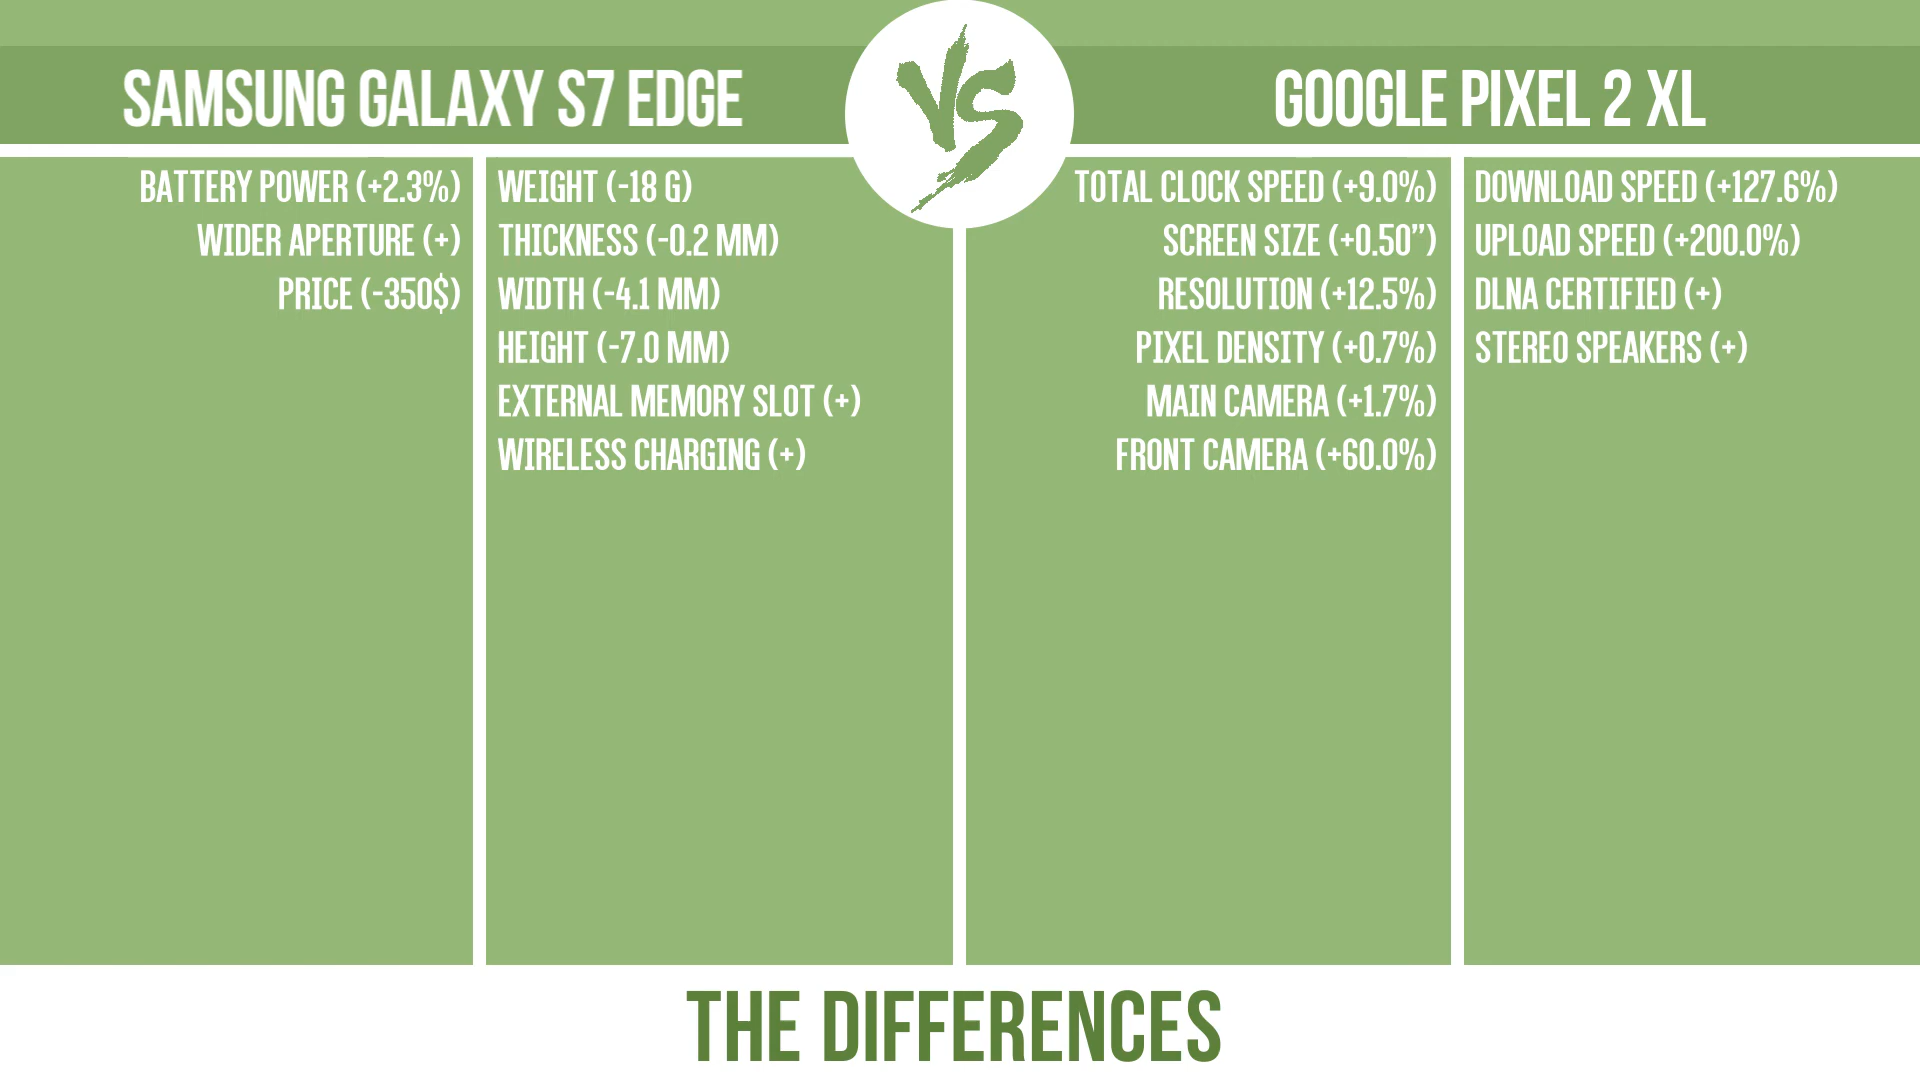 SAMSUNG GALAXY S7 EDGE
VS
GOOGLE PIXEL 2 XL
BATTERY POWER (+2.3%)
WIDER APERTURE (+)
PRICE (-350$)
WEIGHT (-18 G)
THICKNESS (-0.2 MM)
WIDTH (-4.1 MM)
HEIGHT (-7.0 MM)
EXTERNAL MEMORY SLOT (+)
WIRELESS CHARGING (+)
TOTAL CLOCK SPEED (+9.0%)
SCREEN SIZE (+0.50”)
RESOLUTION (+12.5%)
PIXEL DENSITY (+0.7%)
MAIN CAMERA (+1.7%)
FRONT CAMERA (+60.0%)
DOWNLOAD SPEED (+127.6%)
UPLOAD SPEED (+200.0%)
DLNA CERTIFIED (+)
STEREO SPEAKERS (+)
THE DIFFERENCES